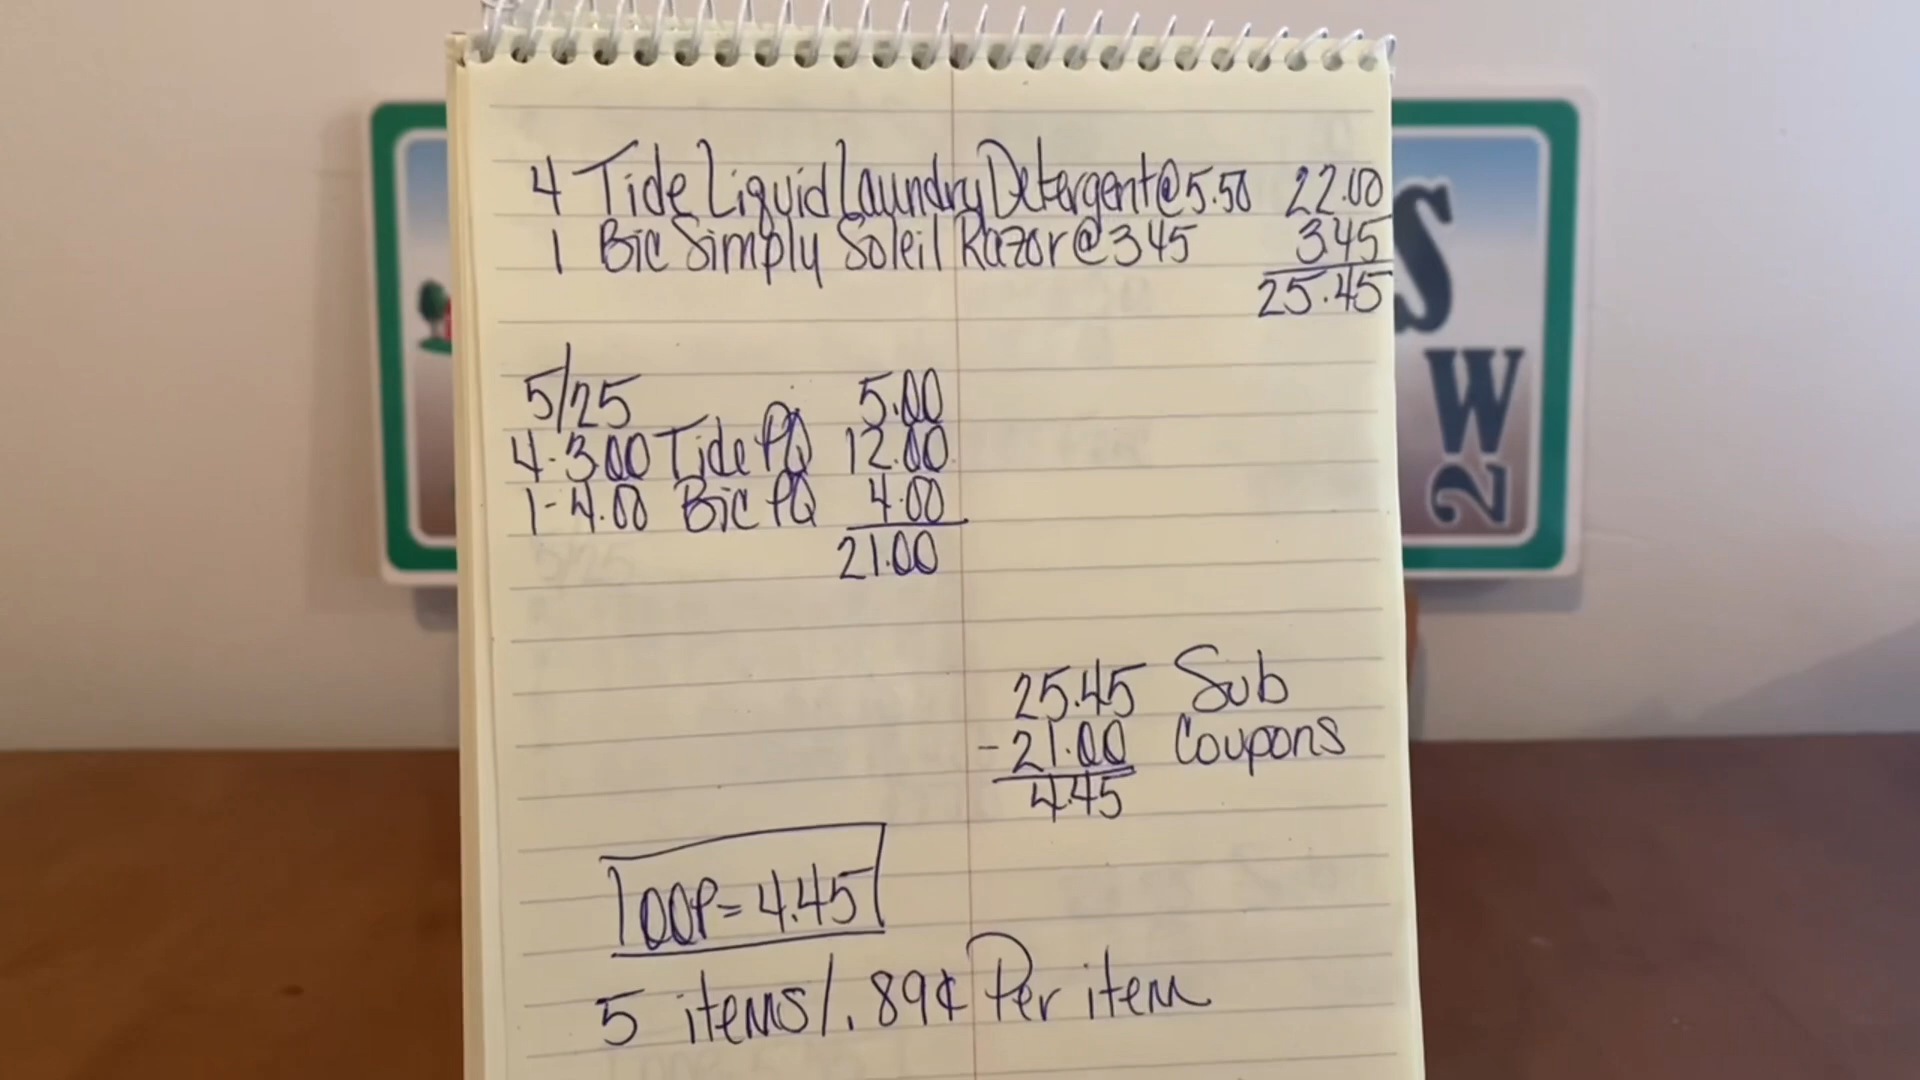 4 Tide Liquid Laundry Detergent @ 5.50 22.00
1 Bic Simply Soleil Razor @ 345 3.45
25.45
5/25 5.00
4-3.00 Tide PQ 12.00
1-4.00 Bic PQ 4.00
21.00
25.45 Sub
-21.00 Coupons
4.45
OOP = 4.45
5 items/.89¢ Per item
S
W
2